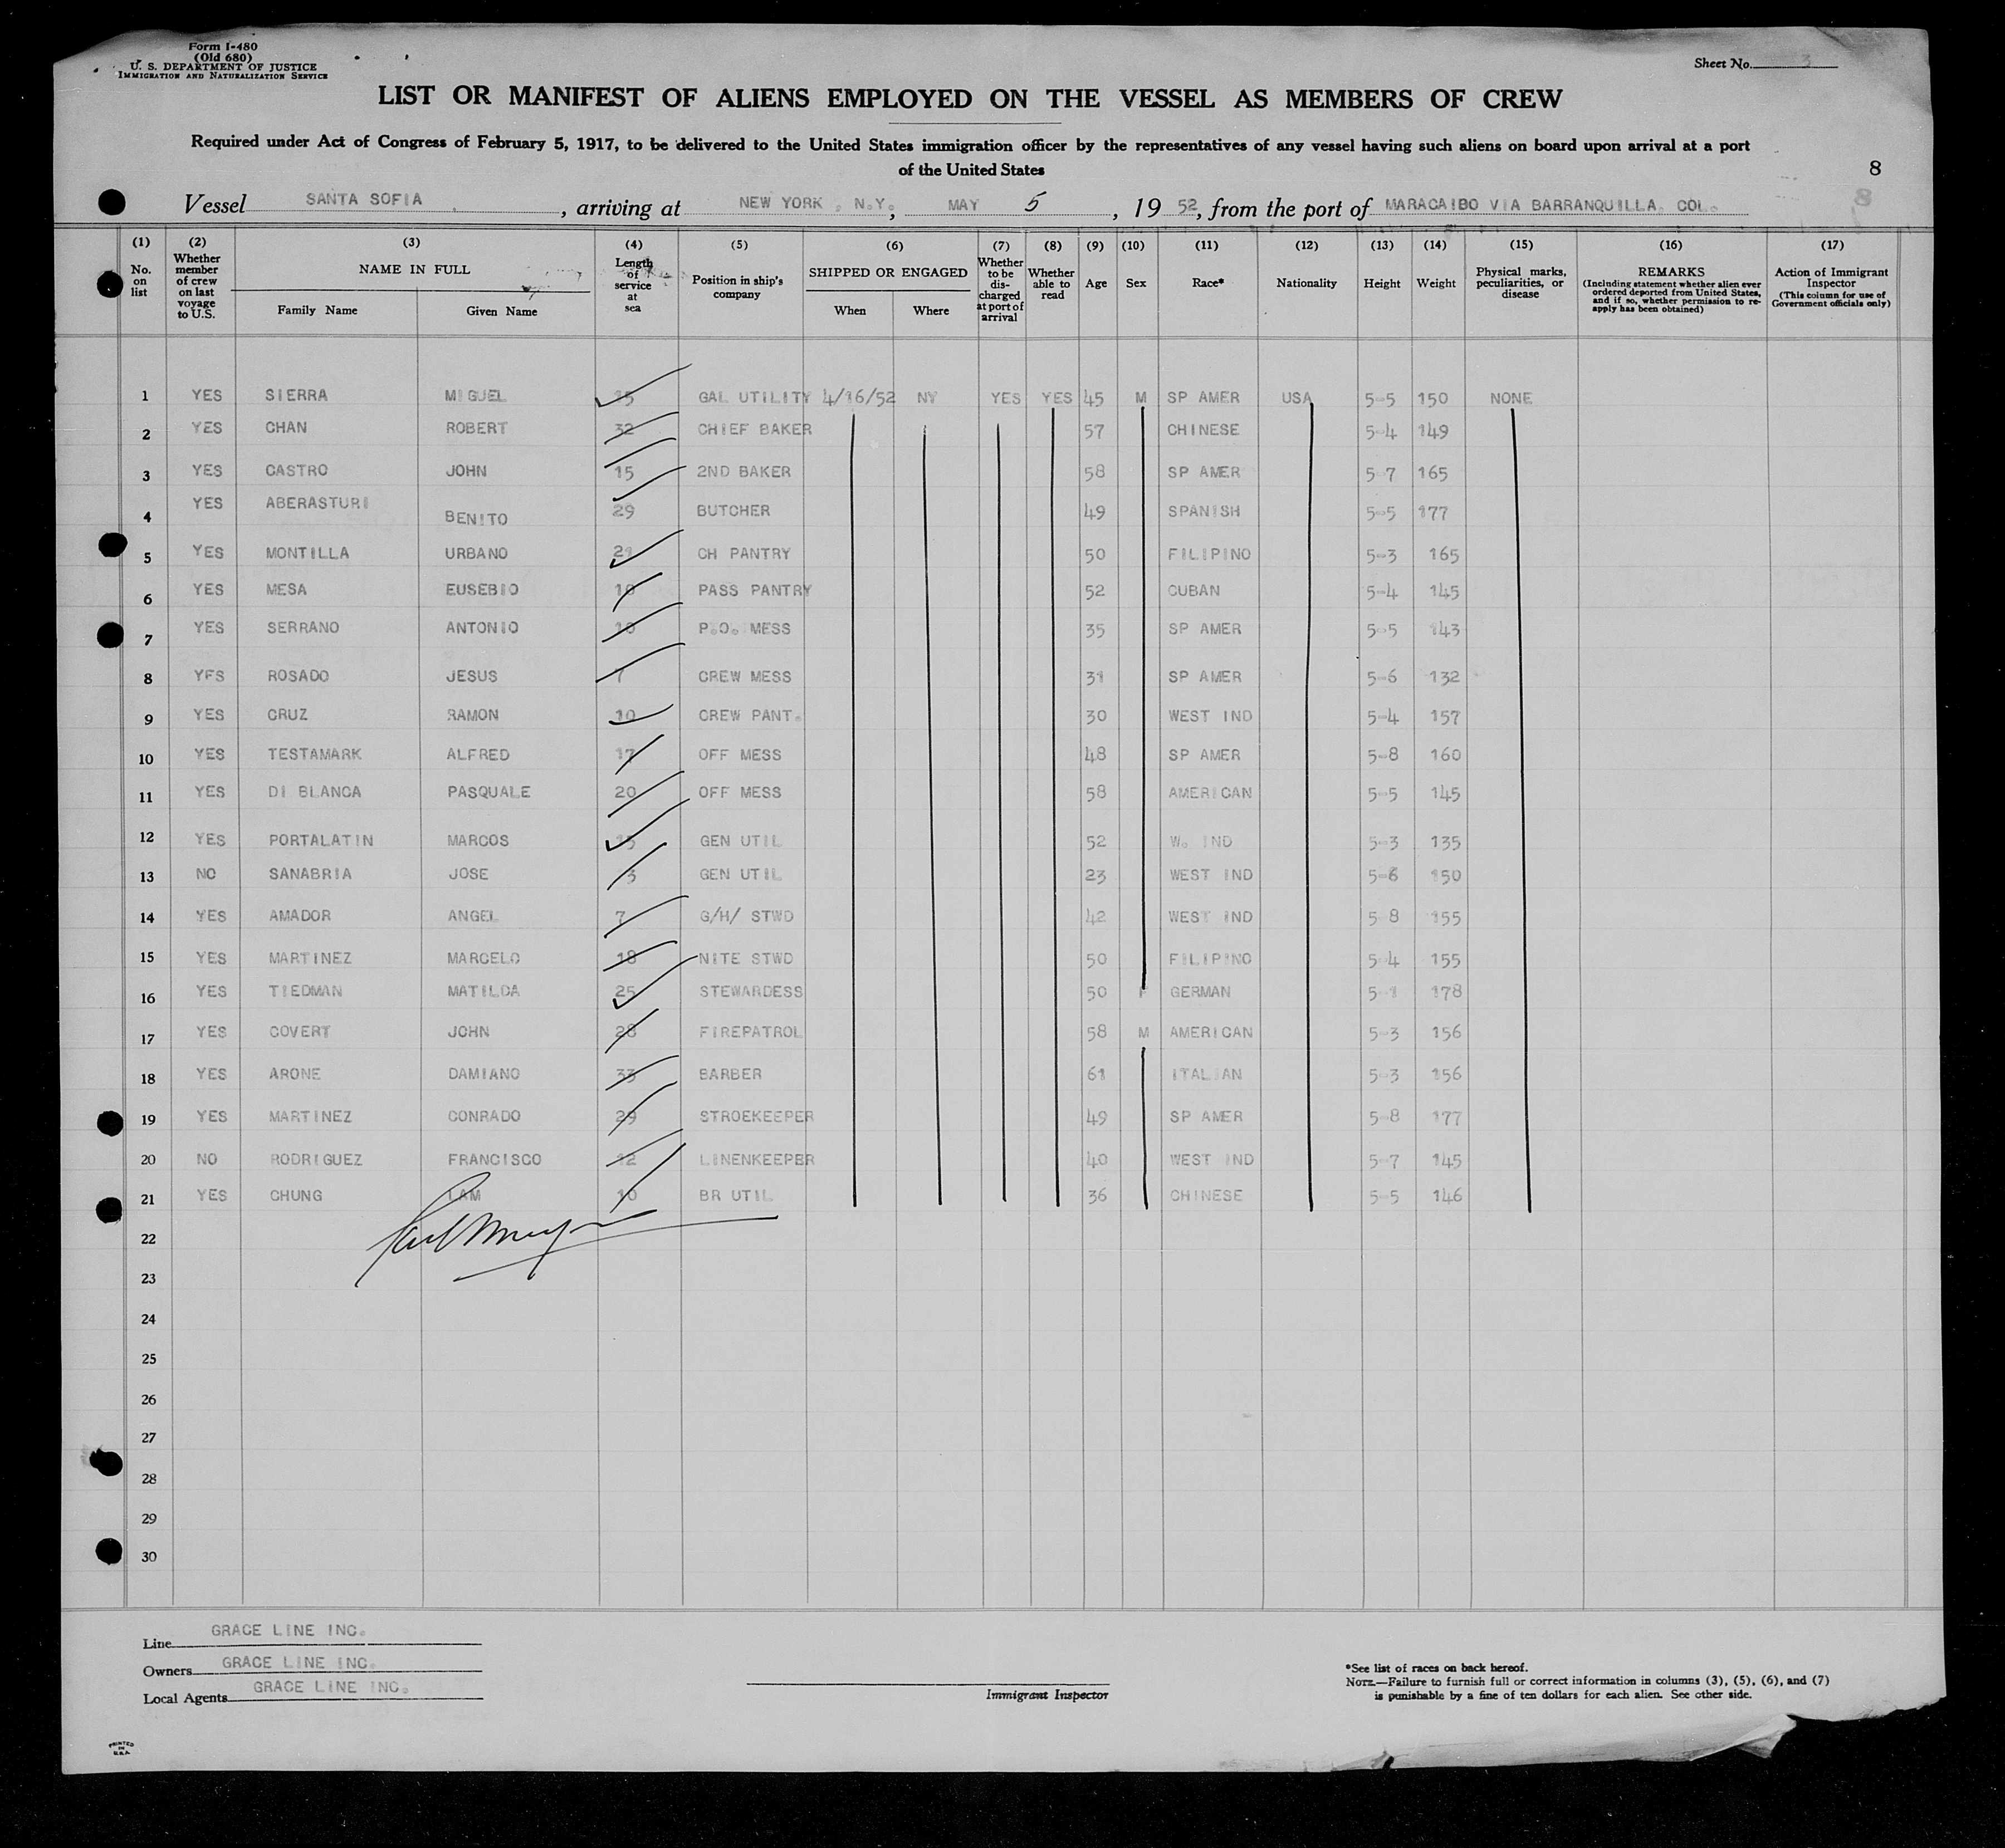 Form I-480
(Old 680)
U. S. DEPARTMENT OF JUSTICE
IMMIGRATION AND NATURALIZATION SERVICE
Sheet No. 3
LIST OR MANIFEST OF ALIENS EMPLOYED ON THE VESSEL AS MEMBERS OF CREW
Required under Act of Congress of February 5, 1917, to be delivered to the United States immigration officer by the representatives of any vessel having such aliens on board upon arrival at a port
of the United States
8
8
Vessel SANTA SOFIA, arriving at NEW YORK, N.Y., MAY 5, 1952, from the port of MARACAIBO VIA BARRANQUILLA, COL.
(1) No. on list
(2) Whether member of crew on last voyage to U.S.
(3) NAME IN FULL Family Name Given Name
(4) Length of service at sea
(5) Position in ship's company
(6) SHIPPED OR ENGAGED When Where
(7) Whether to be discharged at port of arrival
(8) Whether able to read
(9) Age
(10) Sex
(11) Race*
(12) Nationality
(13) Height
(14) Weight
(15) Physical marks, peculiarities, or disease
(16) REMARKS (Including statement whether alien ever ordered deported from United States, and if so, whether permission to re-apply has been obtained)
(17) Action of Immigrant Inspector (This column for use of Government officials only)
1 YES SIERRA MIGUEL 15 GAL UTILITY 4/16/52 NY YES YES 45 M SP AMER USA 5-5 150 NONE
2 YES CHAN ROBERT 32 CHIEF BAKER 57 CHINESE 5-4 149
3 YES CASTRO JOHN 15 2ND BAKER 58 SP AMER 5-7 165
4 YES ABERASTURI BENITO 29 BUTCHER 49 SPANISH 5-5 177
5 YES MONTILLA URBANO 21 CH PANTRY 50 FILIPINO 5-3 165
6 YES MESA EUSEBIO 10 PASS PANTRY 52 CUBAN 5-4 145
7 YES SERRANO ANTONIO 10 P.O. MESS 35 SP AMER 5-5 143
8 YES ROSADO JESUS 7 CREW MESS 31 SP AMER 5-6 132
9 YES CRUZ RAMON 10 CREW PANT. 30 WEST IND 5-4 157
10 YES TESTAMARK ALFRED 17 OFF MESS 48 SP AMER 5-8 160
11 YES DI BLANCA PASQUALE 20 OFF MESS 58 AMERICAN 5-5 145
12 YES PORTALATIN MARCOS 15 GEN UTIL 52 W. IND 5-3 135
13 NO SANABRIA JOSE 3 GEN UTIL 23 WEST IND 5-6 150
14 YES AMADOR ANGEL 7 G/H/ STWD 42 WEST IND 5-8 155
15 YES MARTINEZ MARCELO 18 NITE STWD 50 FILIPINO 5-4 155
16 YES TIEDMAN MATILDA 25 STEWARDESS 50 F GERMAN 5-1 178
17 YES COVERT JOHN 28 FIREPATROL 58 M AMERICAN 5-3 156
18 YES ARONE DAMIANO 33 BARBER 61 ITALIAN 5-3 156
19 YES MARTINEZ CONRADO 29 STROEKEEPER 49 SP AMER 5-8 177
20 NO RODRIGUEZ FRANCISCO 12 LINENKEEPER 40 WEST IND 5-7 145
21 YES CHUNG LAM 10 BR UTIL 36 CHINESE 5-5 146
22
23
24
25
26
27
28
29
30
Line GRACE LINE INC.
Owners GRACE LINE INC.
Local Agents GRACE LINE INC.
Immigrant Inspector
*See list of races on back hereof.
NOTE.—Failure to furnish full or correct information in columns (3), (5), (6), and (7)
is punishable by a fine of ten dollars for each alien. See other side.
PRINTED
IN
U.S.A.